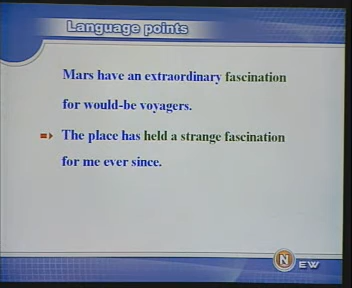 Language points
Mars have an extraordinary fascination
for would-be voyagers.
The place has held a strange fascination
for me ever since.
NEW